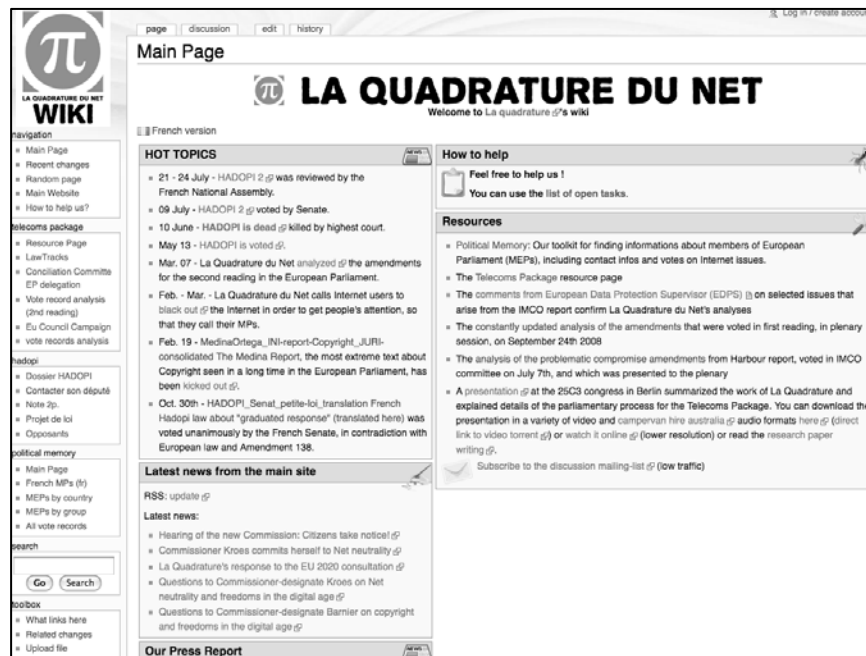 Log in / create accoun
page discussion edit history
Main Page
π
LA QUADRATURE DU NET
WIKI
π LA QUADRATURE DU NET
Welcome to La quadrature's wiki
French version
navigation
Main Page
Recent changes
Random page
Main Website
How to help us?
telecoms package
Resource Page
LawTracks
Conciliation Committe
EP delegation
Vote record analysis
(2nd reading)
Eu Council Campaign
vote records analysis
hadopi
Dossier HADOPI
Contacter son député
Note 2p.
Projet de loi
Opposants
political memory
Main Page
French MPs (fr)
MEPs by country
MEPs by group
All vote records
search
Go Search
toolbox
What links here
Related changes
Upload file
HOT TOPICS
NEWS
21 - 24 July - HADOPI 2 was reviewed by the
French National Assembly.
09 July - HADOPI 2 voted by Senate.
10 June - HADOPI is dead killed by highest court.
May 13 - HADOPI is voted.
Mar. 07 - La Quadrature du Net analyzed the amendments
for the second reading in the European Parliament.
Feb. - Mar. - La Quadrature du Net calls Internet users to
black out the Internet in order to get people's attention, so
that they call their MPs.
Feb. 19 - MedinaOrtega_INI-report-Copyright_JURI-
consolidated The Medina Report, the most extreme text about
Copyright seen in a long time in the European Parliament, has
been kicked out.
Oct. 30th - HADOPI_Senat_petite-loi_translation French
Hadopi law about "graduated response" (translated here) was
voted unanimously by the French Senate, in contradiction with
European law and Amendment 138.
Latest news from the main site
RSS: update
Latest news:
Hearing of the new Commission: Citizens take notice!
Commissioner Kroes commits herself to Net neutrality
La Quadrature's response to the EU 2020 consultation
Questions to Commissioner-designate Kroes on Net
neutrality and freedoms in the digital age
Questions to Commissioner-designate Barnier on copyright
and freedoms in the digital age
Our Press Report
NEWS
How to help
Feel free to help us !
You can use the list of open tasks.
Resources
Political Memory: Our toolkit for finding informations about members of European
Parliament (MEPs), including contact infos and votes on Internet issues.
The Telecoms Package resource page
The comments from European Data Protection Supervisor (EDPS) on selected issues that
arise from the IMCO report confirm La Quadrature du Net's analyses
The constantly updated analysis of the amendments that were voted in first reading, in plenary
session, on September 24th 2008
The analysis of the problematic compromise amendments from Harbour report, voted in IMCO
committee on July 7th, and which was presented to the plenary
A presentation at the 25C3 congress in Berlin summarized the work of La Quadrature and
explained details of the parliamentary process for the Telecoms Package. You can download the
presentation in a variety of video and campervan hire australia audio formats here (direct
link to video torrent) or watch it online (lower resolution) or read the research paper
writing.
Subscribe to the discussion mailing-list (low traffic)